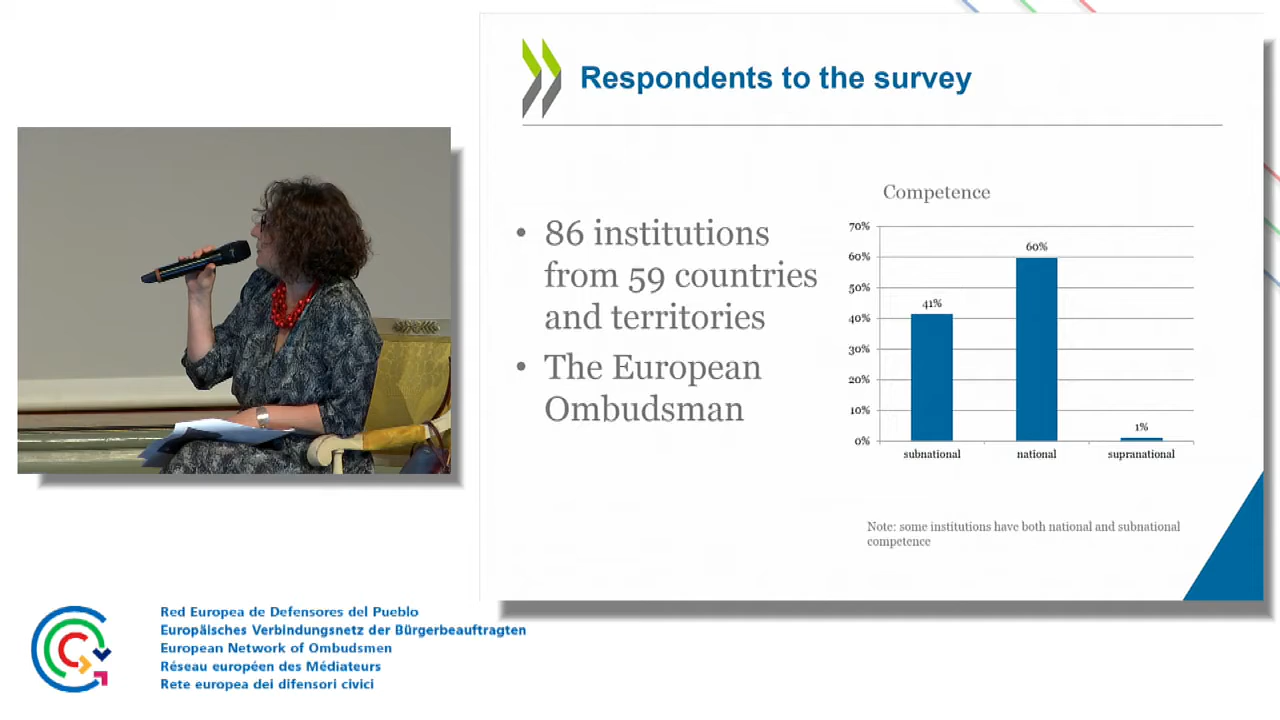 Respondents to the survey
• 86 institutions
from 59 countries
and territories
• The European
Ombudsman
Competence
70%
60%
50%
40%
30%
20%
10%
0%
41%
60%
1%
subnational
national
supranational
Note: some institutions have both national and subnational
competence
Red Europea de Defensores del Pueblo
Europäisches Verbindungsnetz der Bürgerbeauftragten
European Network of Ombudsmen
Réseau européen des Médiateurs
Rete europea dei difensori civici